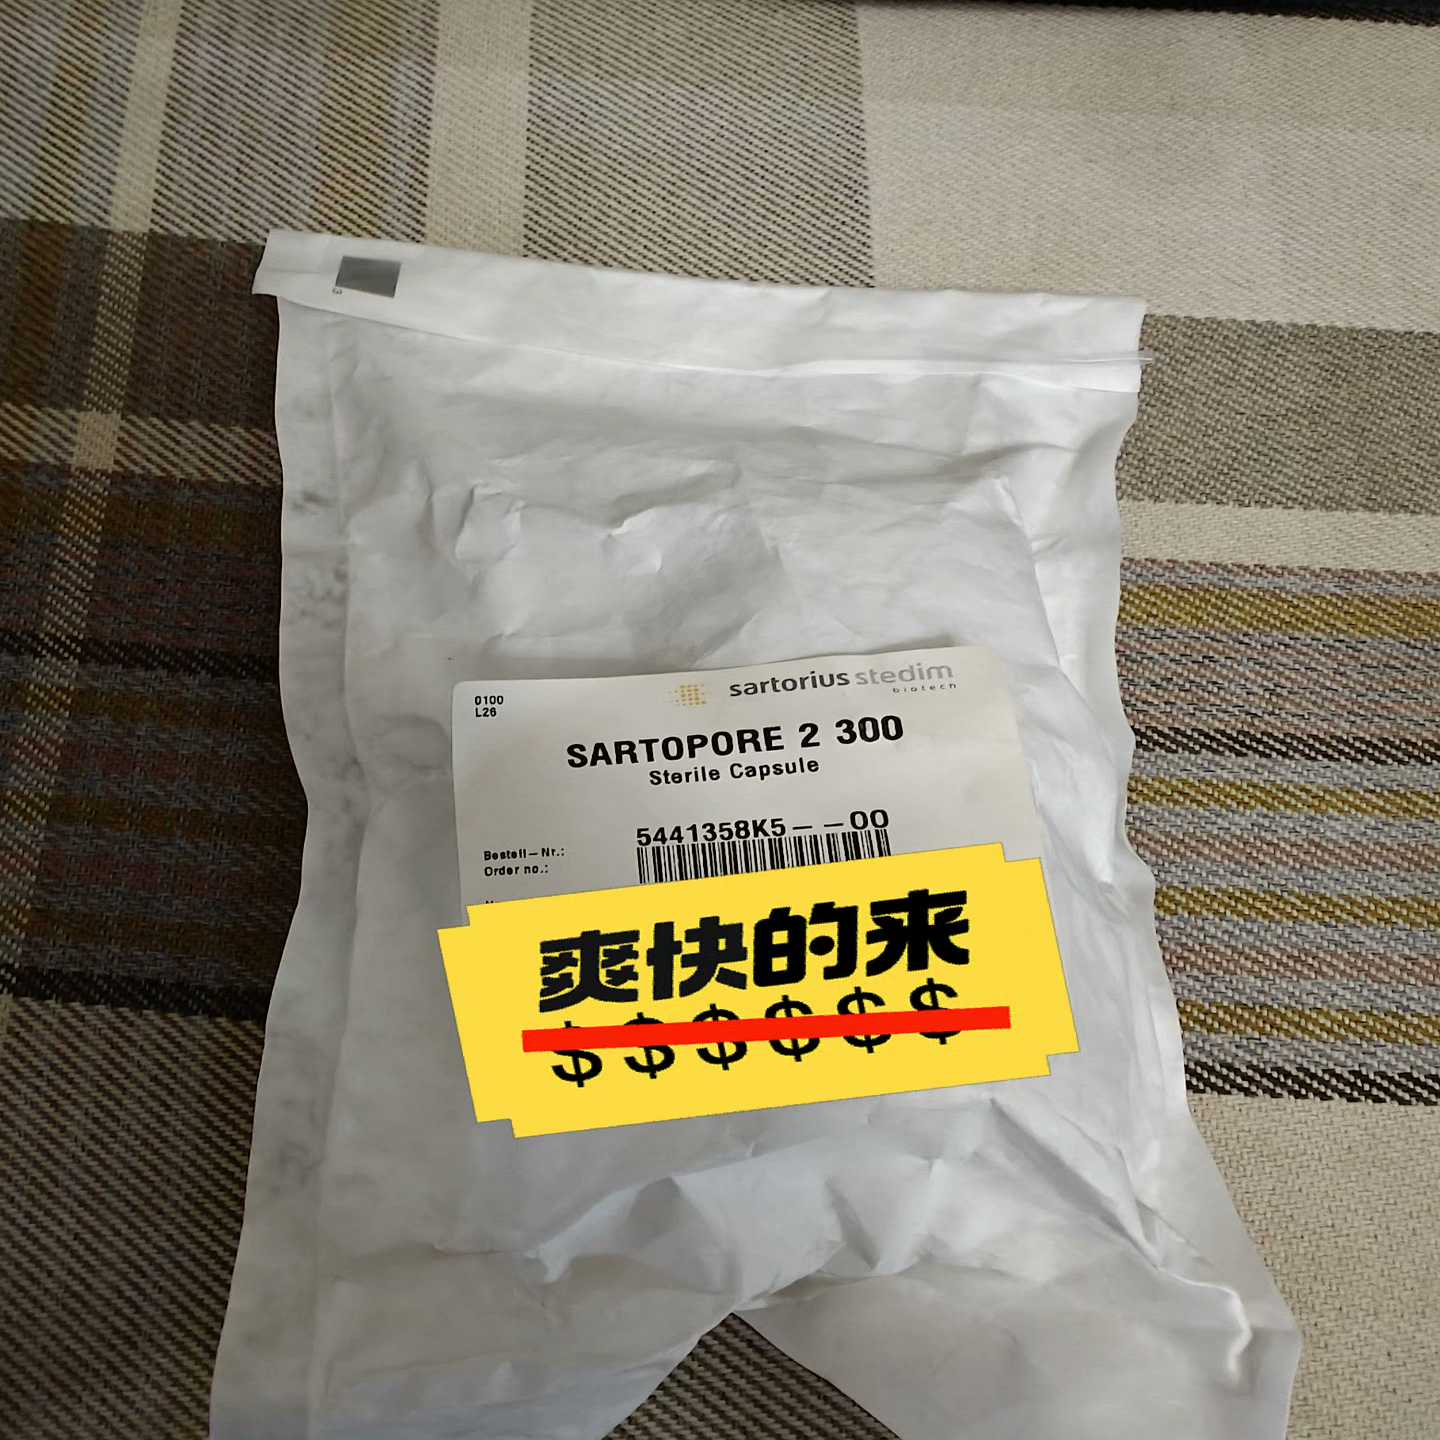 3
0100
L26
sartorius stedim
biotech
SARTOPORE 2 300
Sterile Capsule
5441358K5--00
Bestell-Nr.:
Order no.:
爽快的来
$ $ $ $ $ $